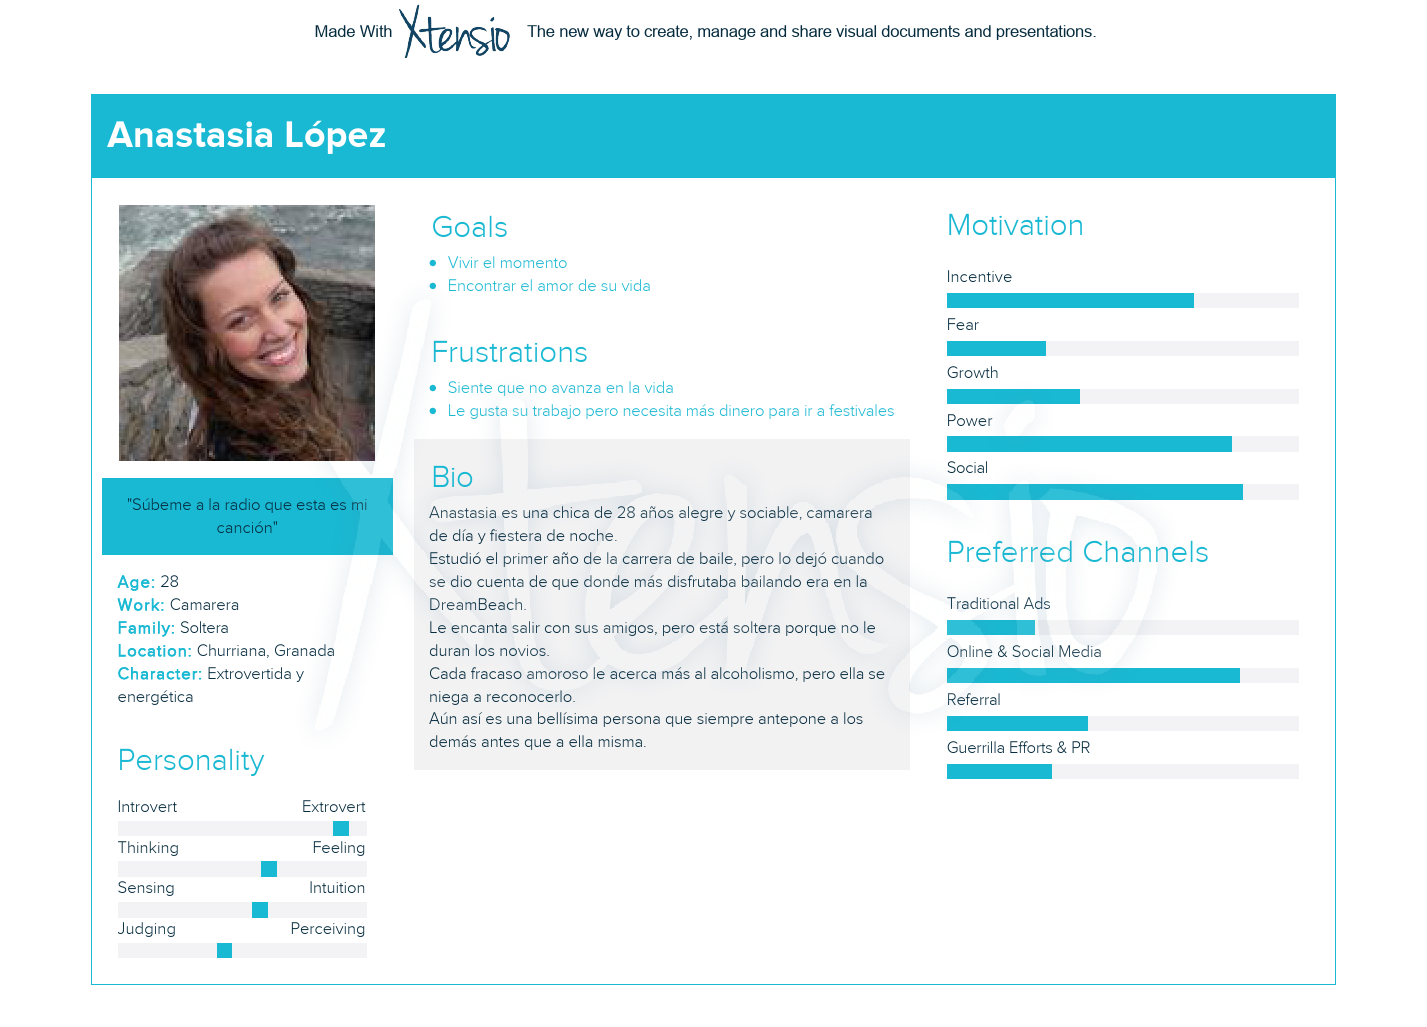 Made With Xtensio The new way to create, manage and share visual documents and presentations.
Anastasia López
"Súbeme a la radio que esta es mi
canción"
Age: 28
Work: Camarera
Family: Soltera
Location: Churriana, Granada
Character: Extrovertida y
energética
Personality
Introvert Extrovert
Thinking Feeling
Sensing Intuition
Judging Perceiving
Goals
Vivir el momento
Encontrar el amor de su vida
Frustrations
Siente que no avanza en la vida
Le gusta su trabajo pero necesita más dinero para ir a festivales
Bio
Anastasia es una chica de 28 años alegre y sociable, camarera
de día y fiestera de noche.
Estudió el primer año de la carrera de baile, pero lo dejó cuando
se dio cuenta de que donde más disfrutaba bailando era en la
DreamBeach.
Le encanta salir con sus amigos, pero está soltera porque no le
duran los novios.
Cada fracaso amoroso le acerca más al alcoholismo, pero ella se
niega a reconocerlo.
Aún así es una bellísima persona que siempre antepone a los
demás antes que a ella misma.
Motivation
Incentive
Fear
Growth
Power
Social
Preferred Channels
Traditional Ads
Online & Social Media
Referral
Guerrilla Efforts & PR
Xtensio